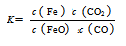 K= c ( Fe ) c (CO₂) / c (FeO) ·c (CO)